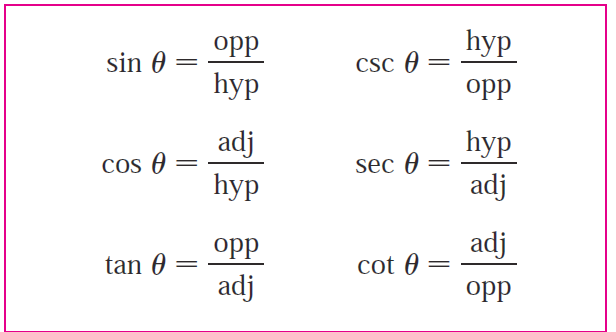 sin θ = opp/hyp    csc θ = hyp/opp
cos θ = adj/hyp    sec θ = hyp/adj
tan θ = opp/adj    cot θ = adj/opp